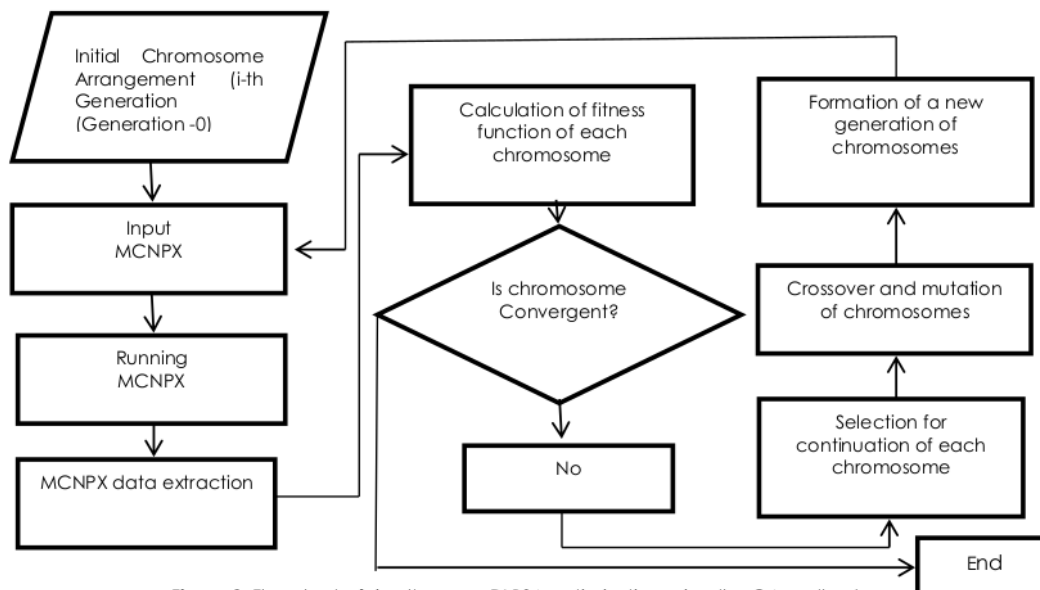 Initial Chromosome
Arrangement (i-th
Generation
(Generation -0)
Input
MCNPX
Running
MCNPX
MCNPX data extraction
Calculation of fitness
function of each
chromosome
Is chromosome
Convergent?
No
Selection for
continuation of each
chromosome
Crossover and mutation
of chromosomes
Formation of a new
generation of
chromosomes
End